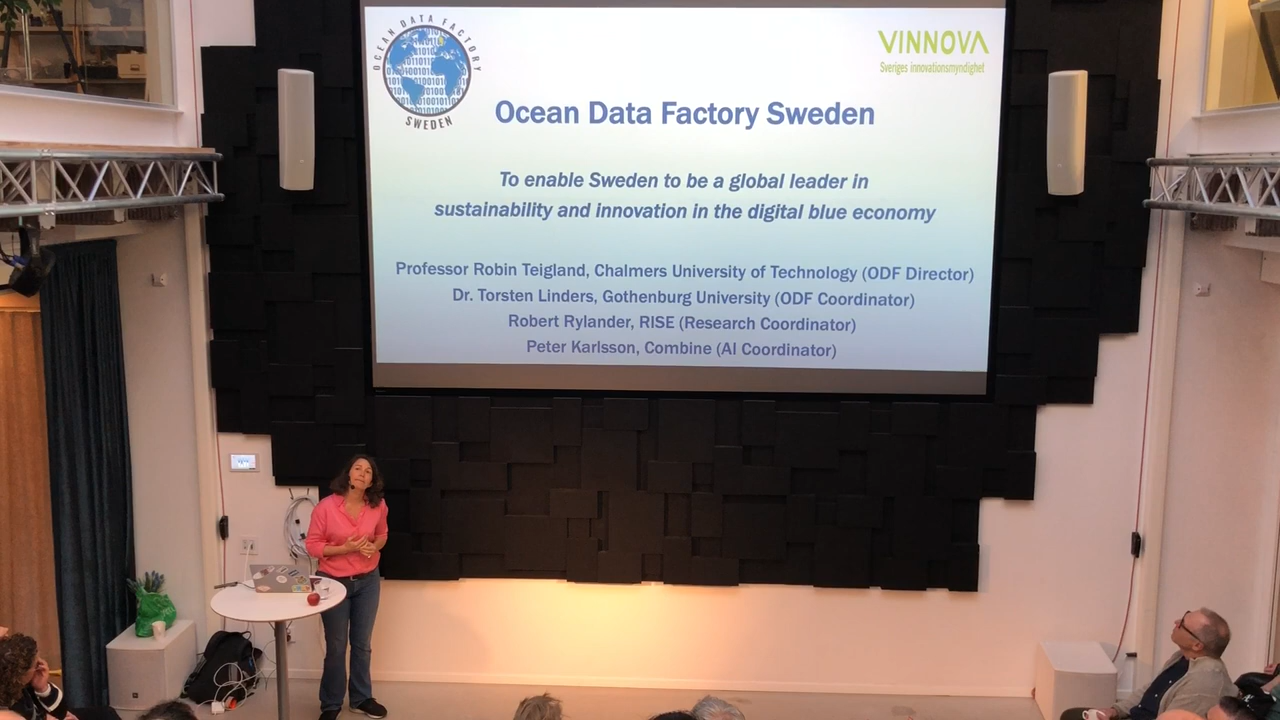 OCEAN DATA FACTORY
SWEDEN
VINNOVA
Sveriges innovationsmyndighet
Ocean Data Factory Sweden
To enable Sweden to be a global leader in
sustainability and innovation in the digital blue economy
Professor Robin Teigland, Chalmers University of Technology (ODF Director)
Dr. Torsten Linders, Gothenburg University (ODF Coordinator)
Robert Rylander, RISE (Research Coordinator)
Peter Karlsson, Combine (AI Coordinator)